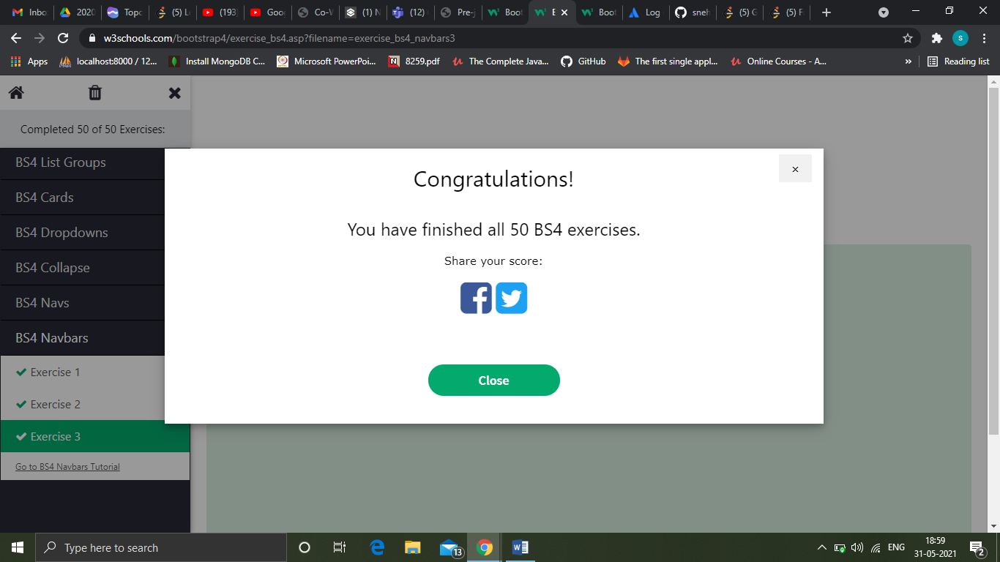 Inbo
2020
Topc
(5) Le
(193)
Goog
Co-W
(1) N
(12)
Pre-j
Boot
E
Boot
Log
sneh
(5) G
(5) F
w3schools.com/bootstrap4/exercise_bs4.asp?filename=exercise_bs4_navbars3
S
Apps
localhost:8000 / 12...
Install MongoDB C...
Microsoft PowerPoi...
8259.pdf
The Complete Java...
GitHub
The first single appl...
Online Courses - A...
»
Reading list
Completed 50 of 50 Exercises:
BS4 List Groups
BS4 Cards
BS4 Dropdowns
BS4 Collapse
BS4 Navs
BS4 Navbars
Exercise 1
Exercise 2
Exercise 3
Go to BS4 Navbars Tutorial
×
Congratulations!
You have finished all 50 BS4 exercises.
Share your score:
Close
Type here to search
13
ENG
18:59
31-05-2021
2